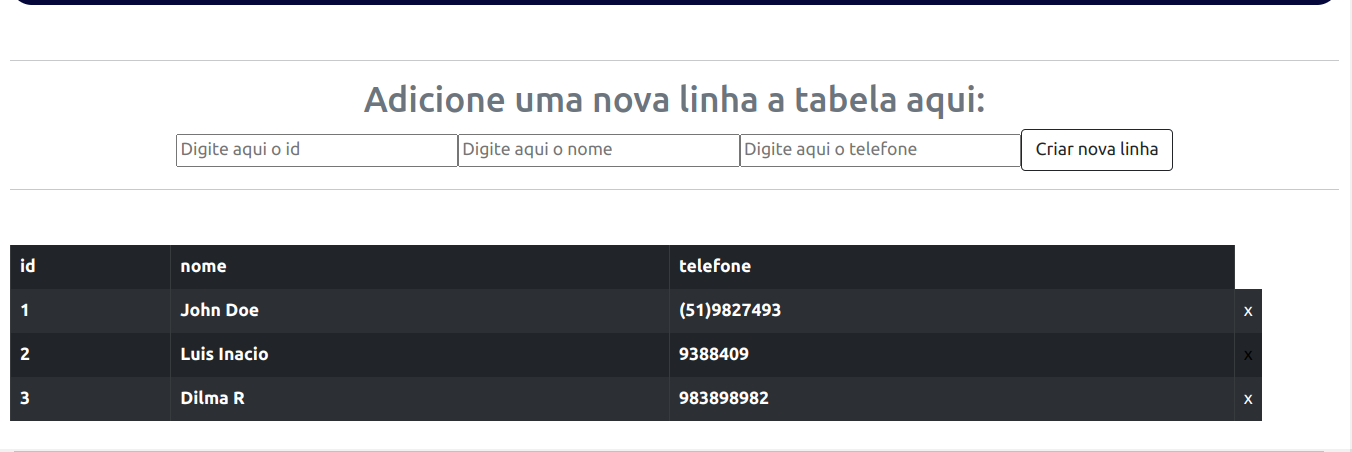 Adicione uma nova linha a tabela aqui:
Digite aqui o id Digite aqui o nome Digite aqui o telefone Criar nova linha
id nome telefone
1 John Doe (51)9827493 x
2 Luis Inacio 9388409 x
3 Dilma R 983898982 x